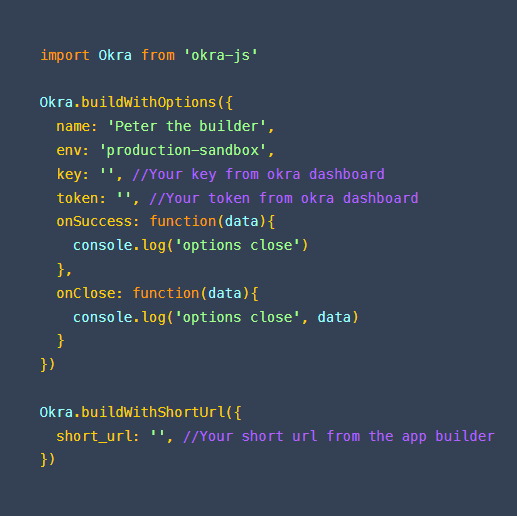 import Okra from 'okra-js'

Okra.buildWithOptions({
  name: 'Peter the builder',
  env: 'production-sandbox',
  key: '', //Your key from okra dashboard
  token: '', //Your token from okra dashboard
  onSuccess: function(data){
    console.log('options close')
  },
  onClose: function(data){
    console.log('options close', data)
  }
})

Okra.buildWithShortUrl({
  short_url: '', //Your short url from the app builder
})